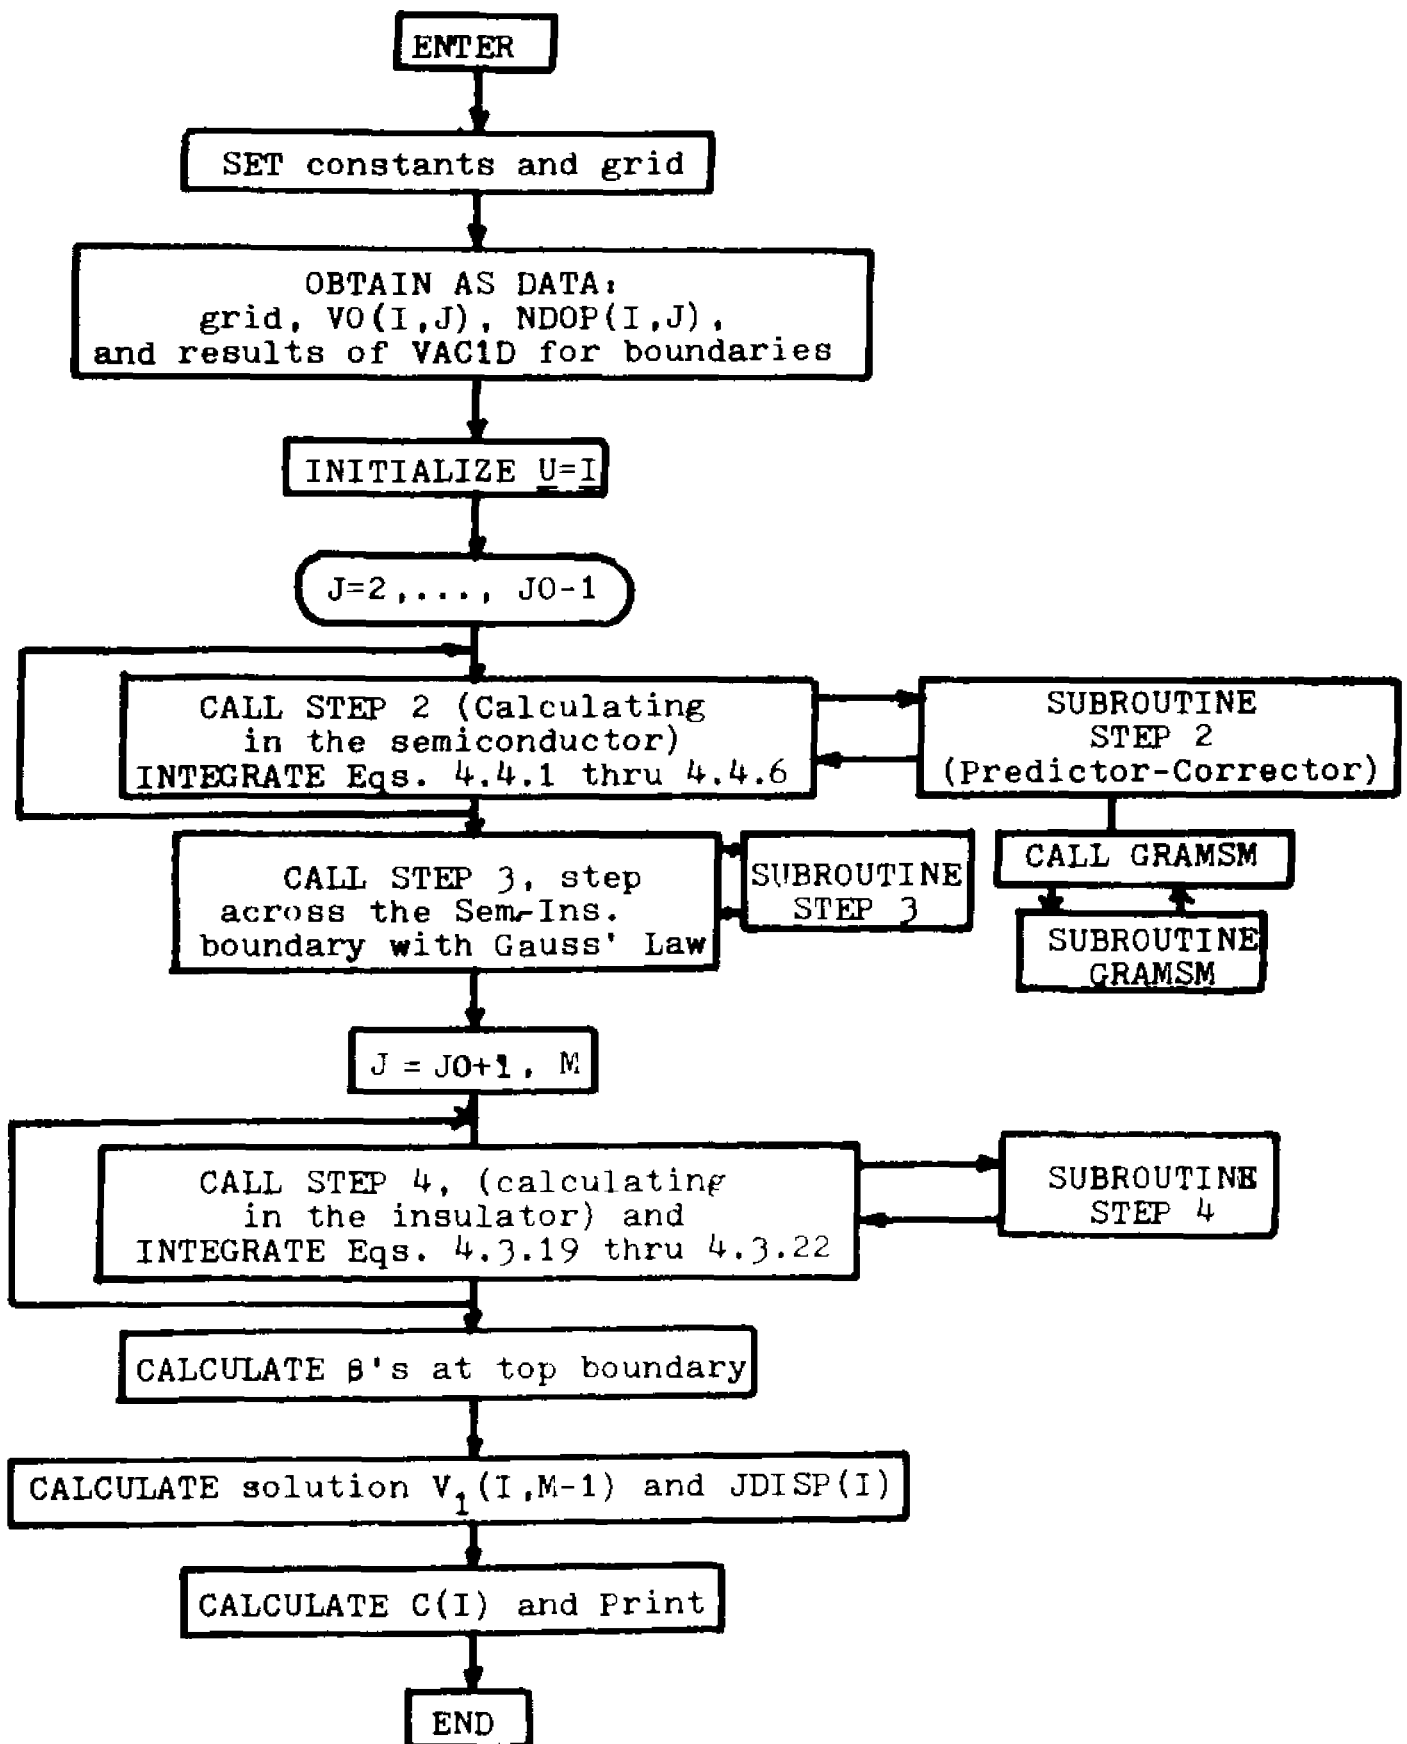 ENTER
SET constants and grid
OBTAIN AS DATA:
grid, VO(I,J), NDOP(I,J),
and results of VAC1D for boundaries
INITIALIZE U=I
J=2,..., JO-1
CALL STEP 2 (Calculating
in the semiconductor)
INTEGRATE Eqs. 4.4.1 thru 4.4.6
SUBROUTINE
STEP 2
(Predictor-Corrector)
CALL GRAMSM
SUBROUTINE
GRAMSM
CALL STEP 3, step
across the Sem-Ins.
boundary with Gauss' Law
SUBROUTINE
STEP 3
J = JO+1, M
CALL STEP 4, (calculating
in the insulator) and
INTEGRATE Eqs. 4.3.19 thru 4.3.22
SUBROUTINE
STEP 4
CALCULATE β's at top boundary
CALCULATE solution V₁(I,M-1) and JDISP(I)
CALCULATE C(I) and Print
END